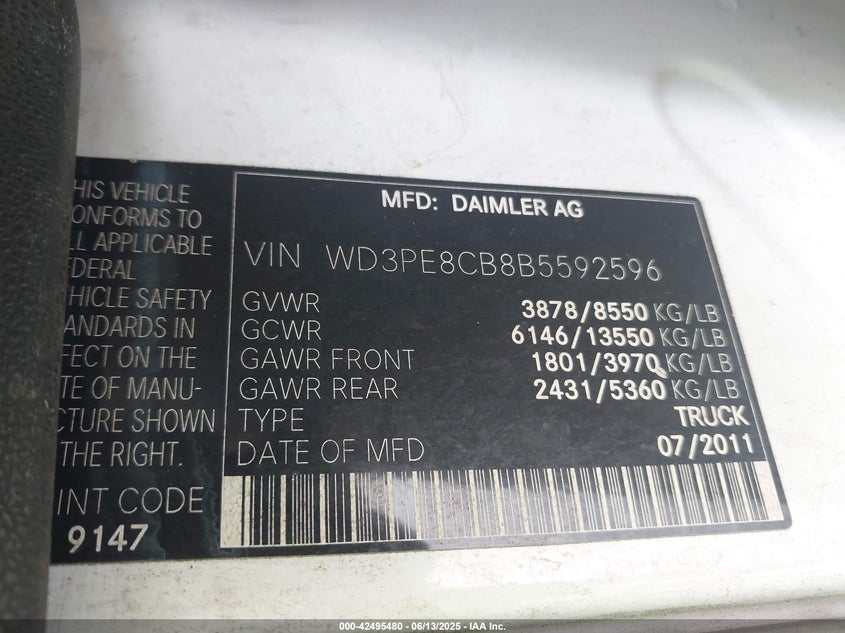 HIS VEHICLE
ONFORMS TO
LL APPLICABLE
EDERAL
HICLE SAFETY
ANDARDS IN
FECT ON THE
TE OF MANU-
CTURE SHOWN
THE RIGHT.
INT CODE
9147
MFD: DAIMLER AG
VIN WD3PE8CB8B5592596
GVWR 3878/8550 KG/LB
GCWR 6146/13550 KG/LB
GAWR FRONT 1801/3970 KG/LB
GAWR REAR 2431/5360 KG/LB
TYPE TRUCK
DATE OF MFD 07/2011
000-42495480 - 06/13/2025 - IAA Inc.